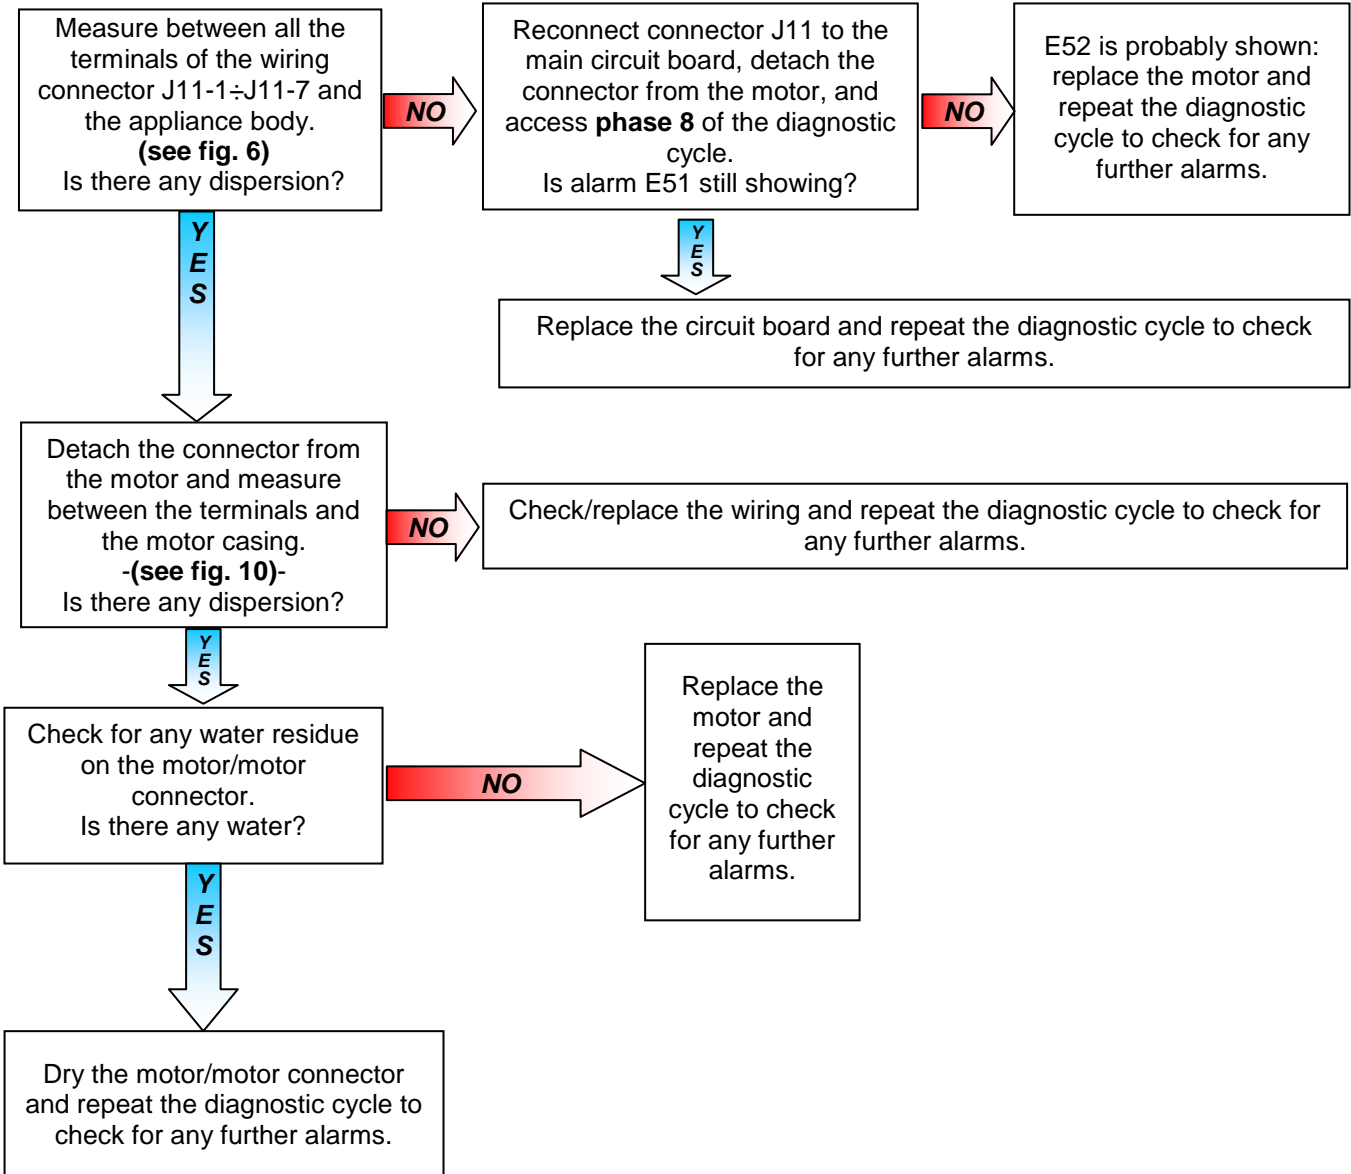 Measure between all the
terminals of the wiring
connector J11-1÷J11-7 and
the appliance body.
(see fig. 6)
Is there any dispersion?
NO
Reconnect connector J11 to the
main circuit board, detach the
connector from the motor, and
access phase 8 of the diagnostic
cycle.
Is alarm E51 still showing?
NO
E52 is probably shown:
replace the motor and
repeat the diagnostic
cycle to check for any
further alarms.
YES
YES
Replace the circuit board and repeat the diagnostic cycle to check
for any further alarms.
Detach the connector from
the motor and measure
between the terminals and
the motor casing.
-(see fig. 10)-
Is there any dispersion?
NO
Check/replace the wiring and repeat the diagnostic cycle to check for
any further alarms.
YES
Check for any water residue
on the motor/motor
connector.
Is there any water?
NO
Replace the
motor and
repeat the
diagnostic
cycle to check
for any further
alarms.
YES
Dry the motor/motor connector
and repeat the diagnostic cycle to
check for any further alarms.